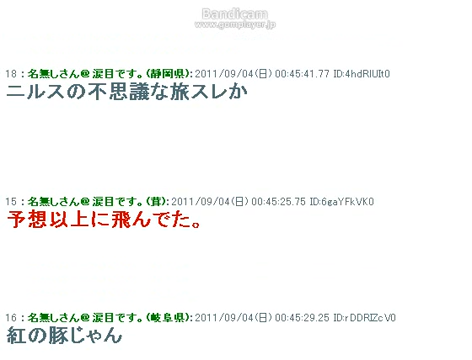 Bandicam
www.gomplayer.jp
18：名無しさん＠涙目です。(静岡県)：2011/09/04(日) 00:45:41.77 ID:4hdRIUIt0
ニルスの不思議な旅スレか
15：名無しさん＠涙目です。(茸)：2011/09/04(日) 00:45:25.75 ID:6gaYFkVK0
予想以上に飛んでた。
16：名無しさん＠涙目です。(岐阜県)：2011/09/04(日) 00:45:29.25 ID:rDDRIZcV0
紅の豚じゃん